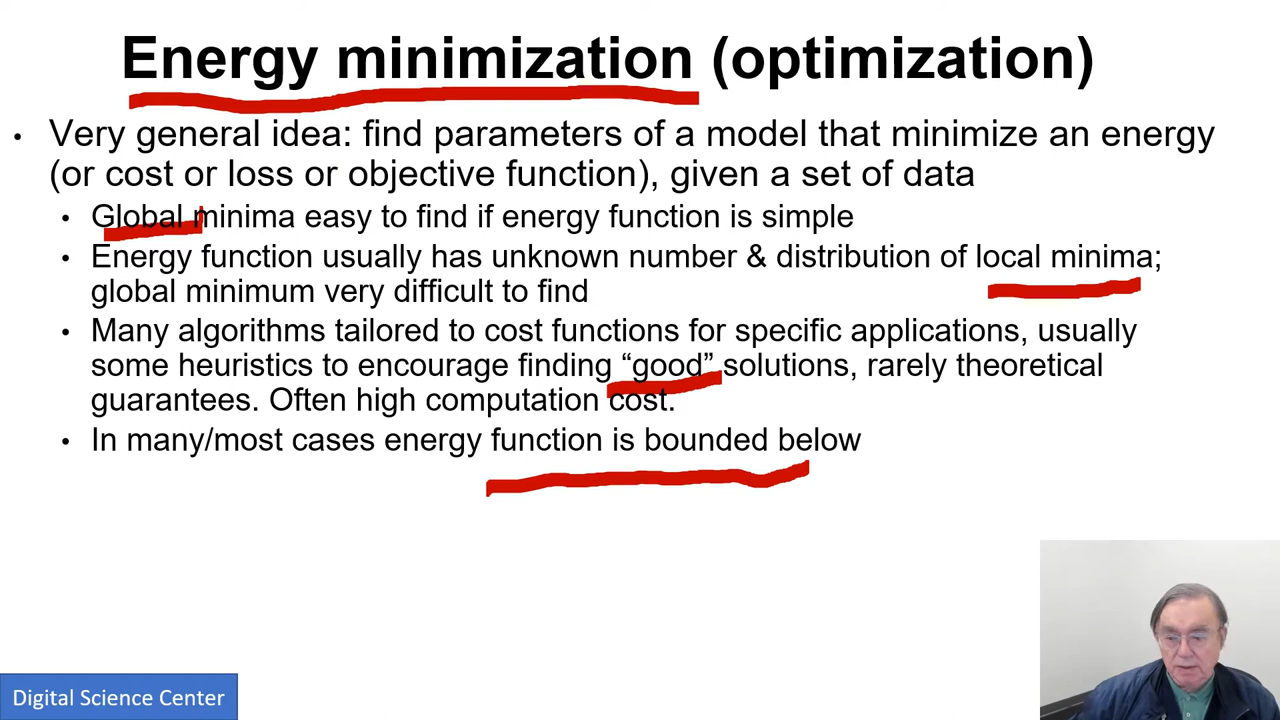 Energy minimization (optimization)
• Very general idea: find parameters of a model that minimize an energy
(or cost or loss or objective function), given a set of data
• Global minima easy to find if energy function is simple
• Energy function usually has unknown number & distribution of local minima;
global minimum very difficult to find
• Many algorithms tailored to cost functions for specific applications, usually
some heuristics to encourage finding “good” solutions, rarely theoretical
guarantees. Often high computation cost.
• In many/most cases energy function is bounded below
Digital Science Center